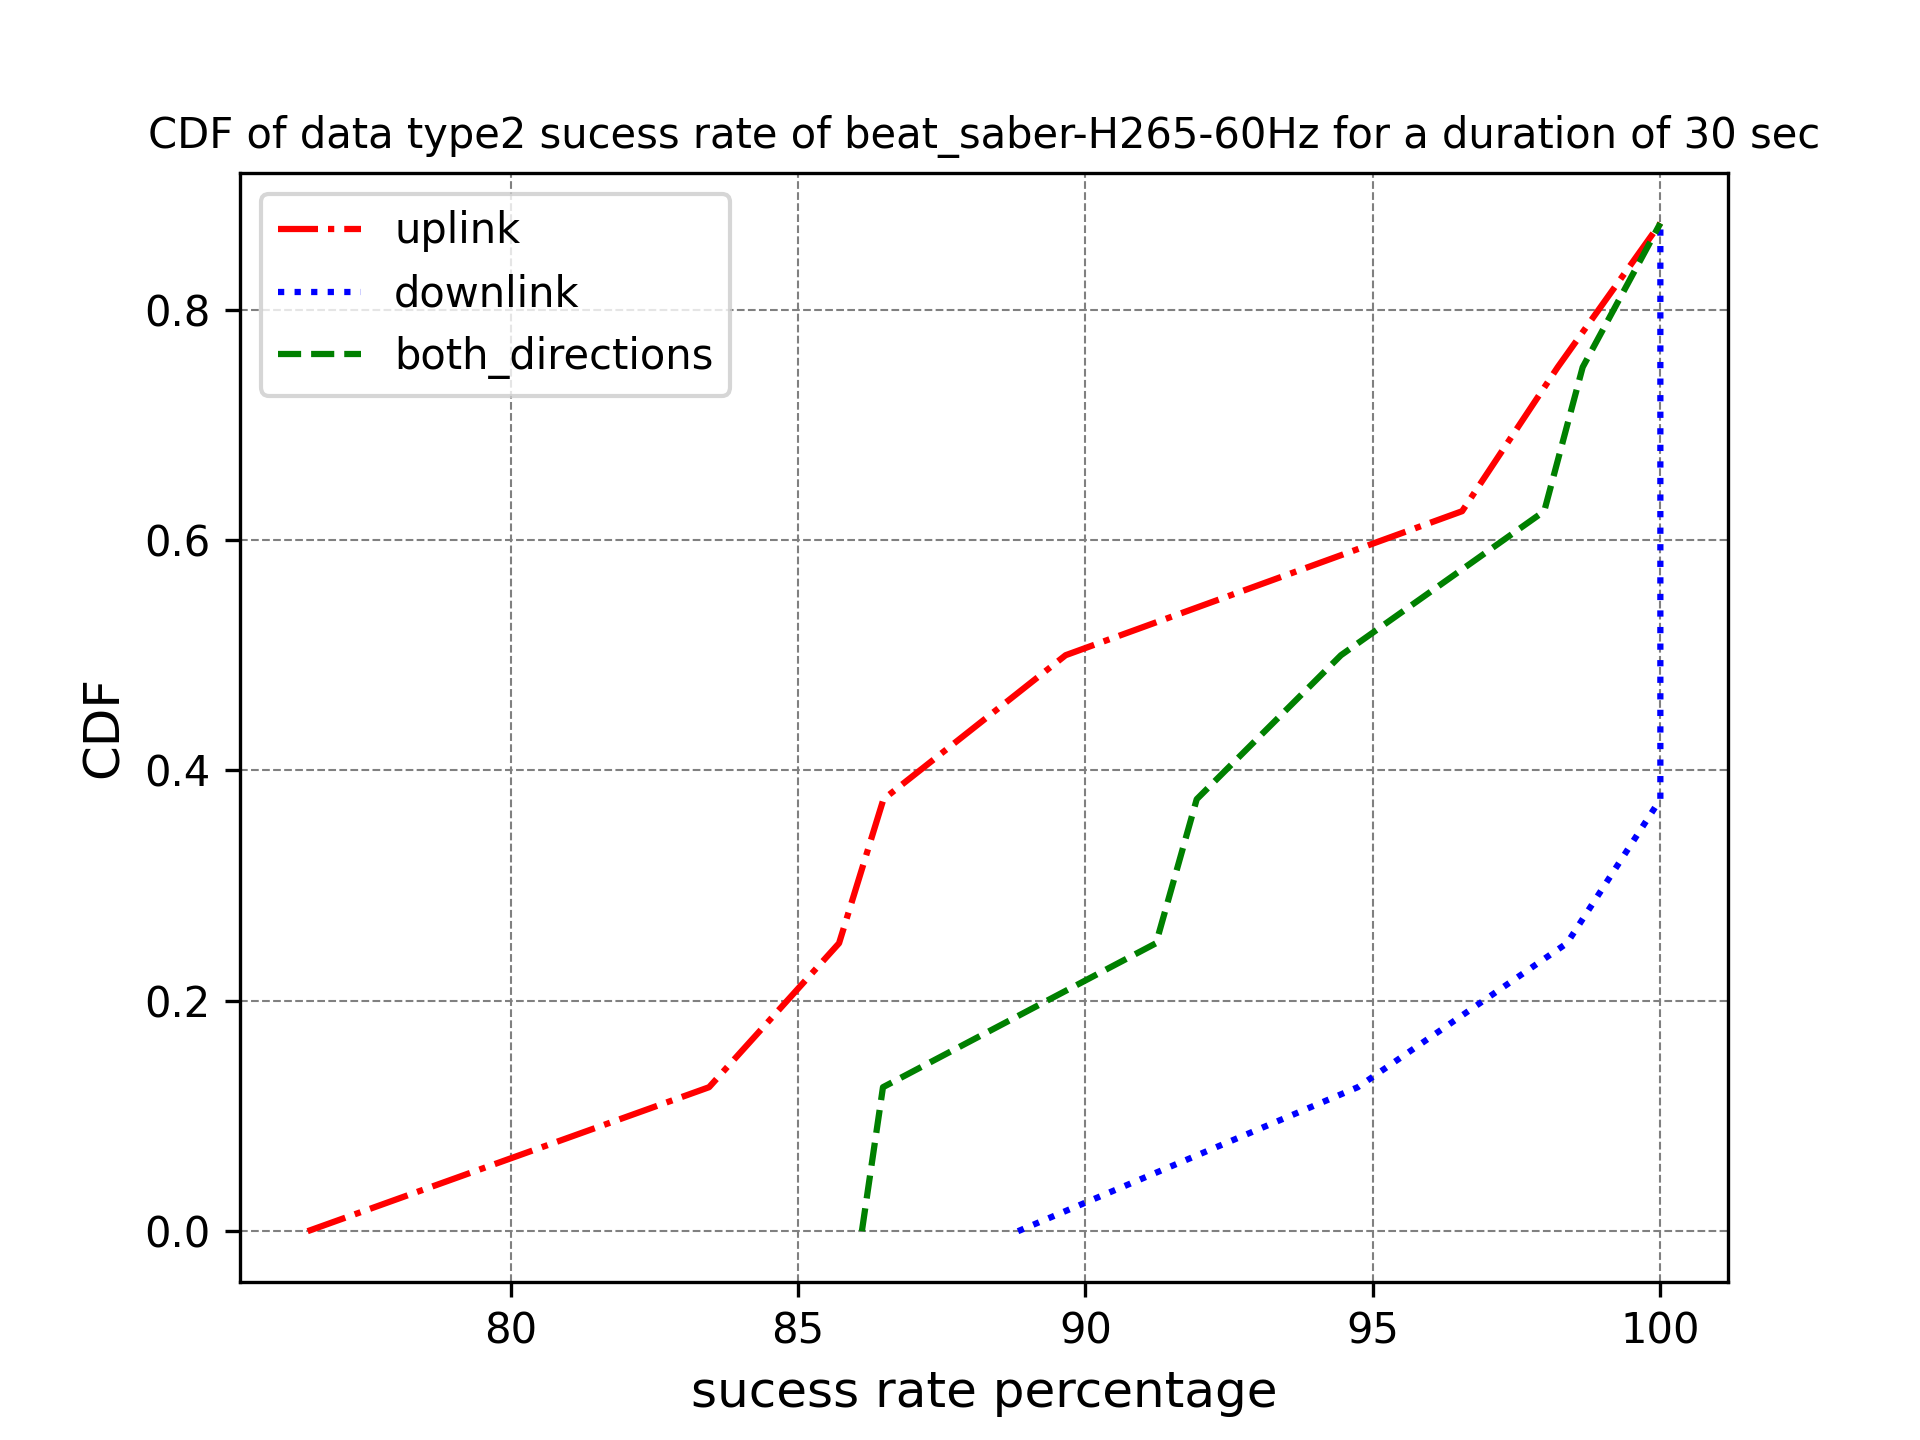 CDF of data type2 sucess rate of beat_saber-H265-60Hz for a duration of 30 sec
uplink
downlink
both_directions
0.8
0.6
0.4
0.2
0.0
CDF
80 85 90 95 100
sucess rate percentage